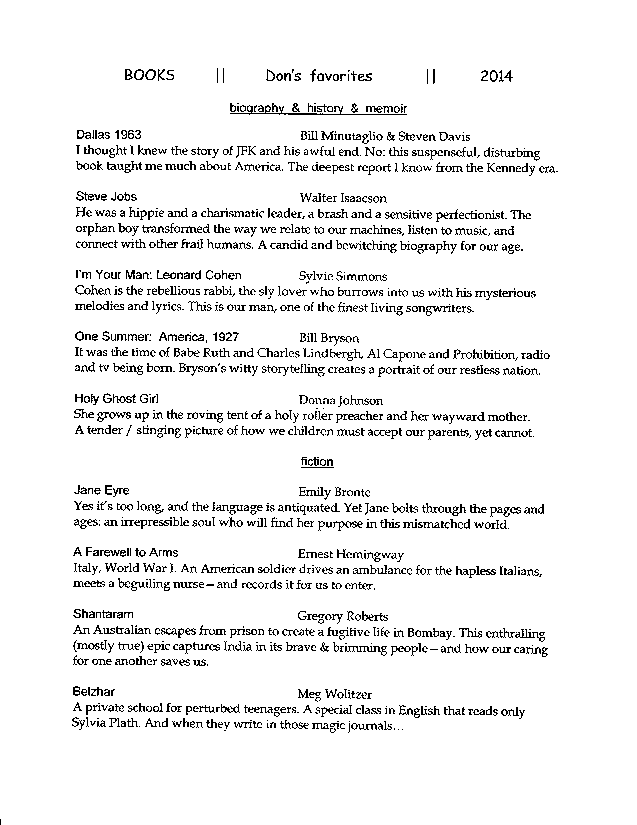 BOOKS || Don's favorites || 2014
biography & history & memoir
Dallas 1963 Bill Minutaglio & Steven Davis
I thought I knew the story of JFK and his awful end. No: this suspenseful, disturbing
book taught me much about America. The deepest report I know from the Kennedy era.
Steve Jobs Walter Isaacson
He was a hippie and a charismatic leader, a brash and a sensitive perfectionist. The
orphan boy transformed the way we relate to our machines, listen to music, and
connect with other frail humans. A candid and bewitching biography for our age.
I'm Your Man: Leonard Cohen Sylvie Simmons
Cohen is the rebellious rabbi, the sly lover who burrows into us with his mysterious
melodies and lyrics. This is our man, one of the finest living songwriters.
One Summer: America, 1927 Bill Bryson
It was the time of Babe Ruth and Charles Lindbergh, Al Capone and Prohibition, radio
and tv being born. Bryson's witty storytelling creates a portrait of our restless nation.
Holy Ghost Girl Donna Johnson
She grows up in the roving tent of a holy roller preacher and her wayward mother.
A tender / stinging picture of how we children must accept our parents, yet cannot.
fiction
Jane Eyre Emily Bronte
Yes it's too long, and the language is antiquated. Yet Jane bolts through the pages and
ages: an irrepressible soul who will find her purpose in this mismatched world.
A Farewell to Arms Ernest Hemingway
Italy, World War I. An American soldier drives an ambulance for the hapless Italians,
meets a beguiling nurse – and records it for us to enter.
Shantaram Gregory Roberts
An Australian escapes from prison to create a fugitive life in Bombay. This enthralling
(mostly true) epic captures India in its brave & brimming people – and how our caring
for one another saves us.
Belzhar Meg Wolitzer
A private school for perturbed teenagers. A special class in English that reads only
Sylvia Plath. And when they write in those magic journals…